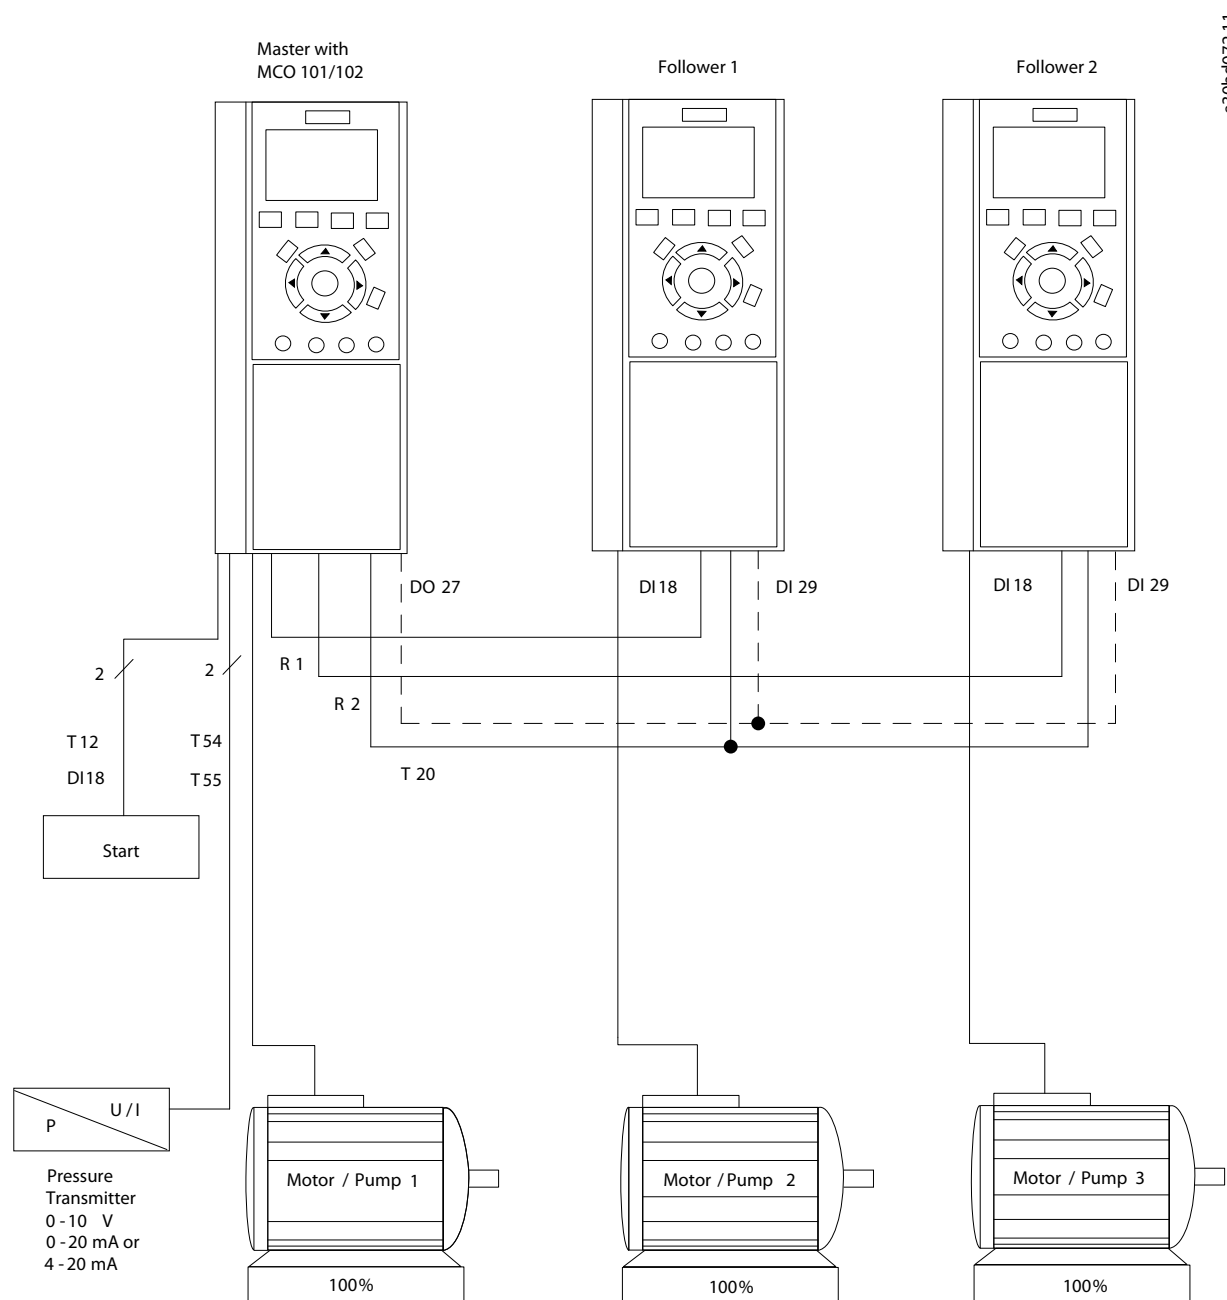 Master with
MCO 101/102
Follower 1
Follower 2
DO 27
DI18
DI 29
DI18
DI 29
2
2
R 1
R 2
T12
T54
DI18
T55
T 20
Start
P
U / I
Pressure
Transmitter
0 -10 V
0 -20 mA or
4 -20 mA
Motor / Pump 1
Motor / Pump 2
Motor / Pump 3
100%
100%
100%